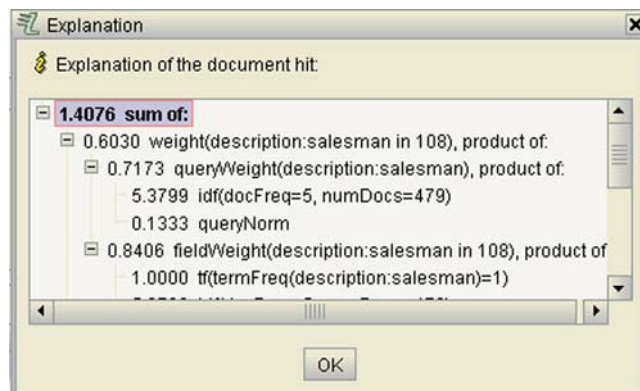 Explanation
Explanation of the document hit:
1.4076 sum of:
0.6030 weight(description:salesman in 108), product of:
0.7173 queryWeight(description:salesman), product of:
5.3799 idf(docFreq=5, numDocs=479)
0.1333 queryNorm
0.8406 fieldWeight(description:salesman in 108), product of
1.0000 tf(termFreq(description:salesman)=1)
OK